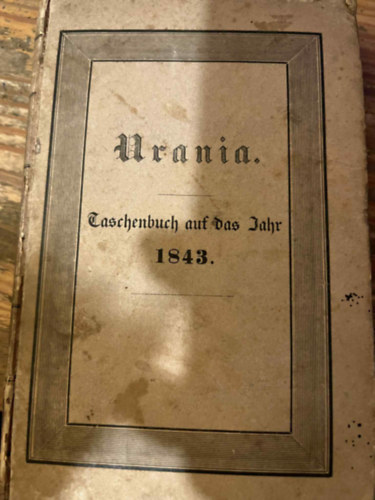 Urania.
Taschenbuch auf das Jahr
1843.